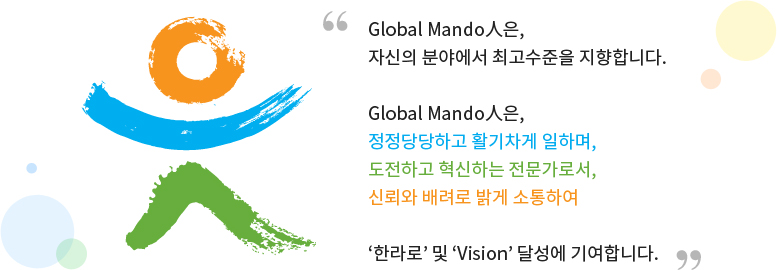 “
Global Mando人은,
자신의 분야에서 최고수준을 지향합니다.
Global Mando人은,
정정당당하고 활기차게 일하며,
도전하고 혁신하는 전문가로서,
신뢰와 배려로 밝게 소통하여
‘한라로’ 및 ‘Vision’ 달성에 기여합니다.
”